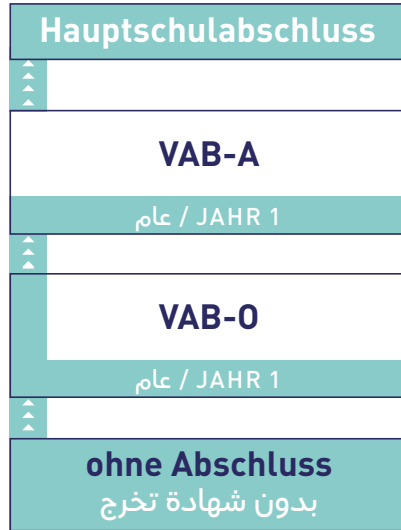 Hauptschulabschluss
VAB-A
عام / JAHR 1
VAB-O
عام / JAHR 1
ohne Abschluss
بدون شهادة تخرج